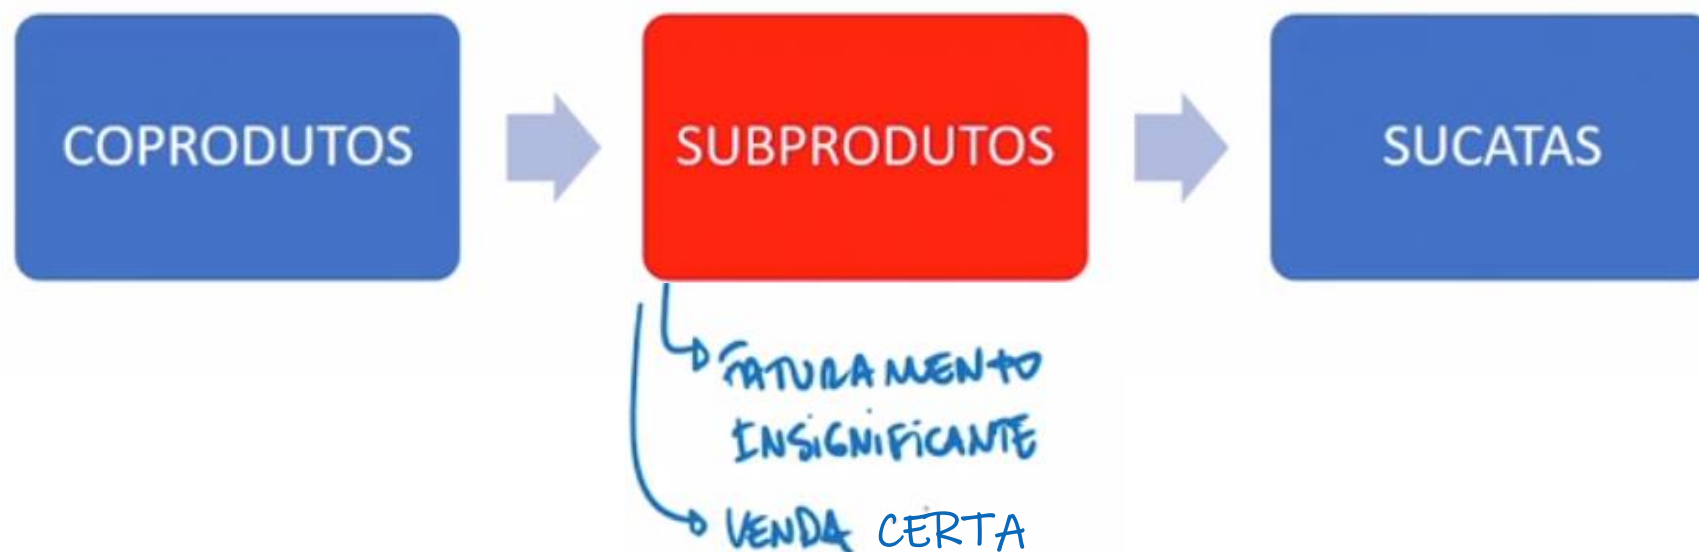 COPRODUTOS
SUBPRODUTOS
SUCATAS
FATURAMENTO
INSIGNIFICANTE
VENDA CERTA